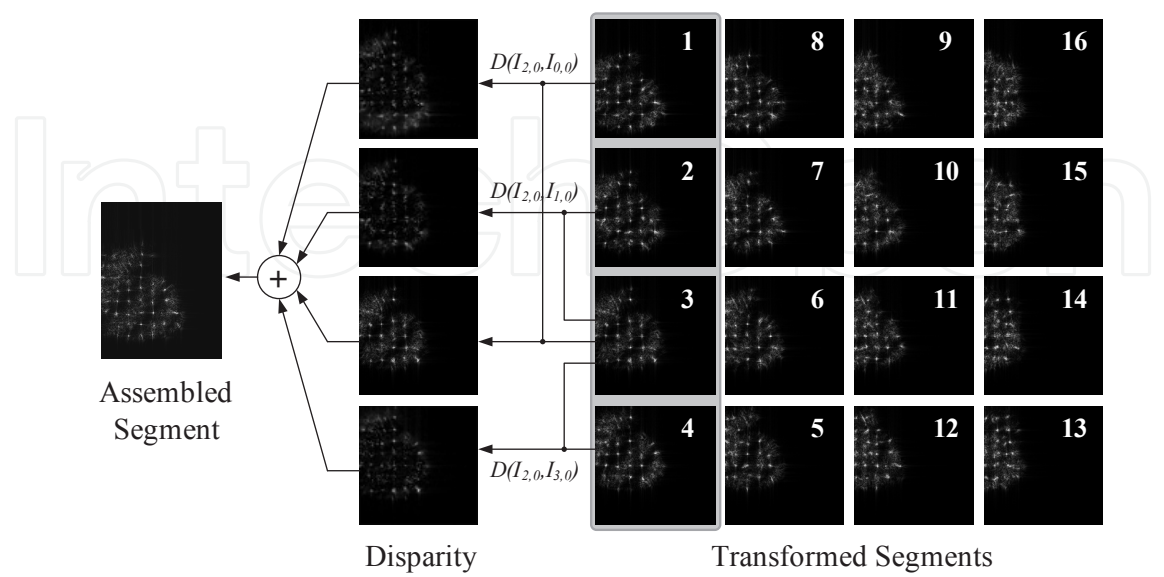 1 8 9 16
D(I2,0,I0,0)
2 7 10 15
D(I2,0,I1,0)
IntechOpen
+
3 6 11 14
Assembled
Segment
4 5 12 13
D(I2,0,I3,0)
Disparity
Transformed Segments